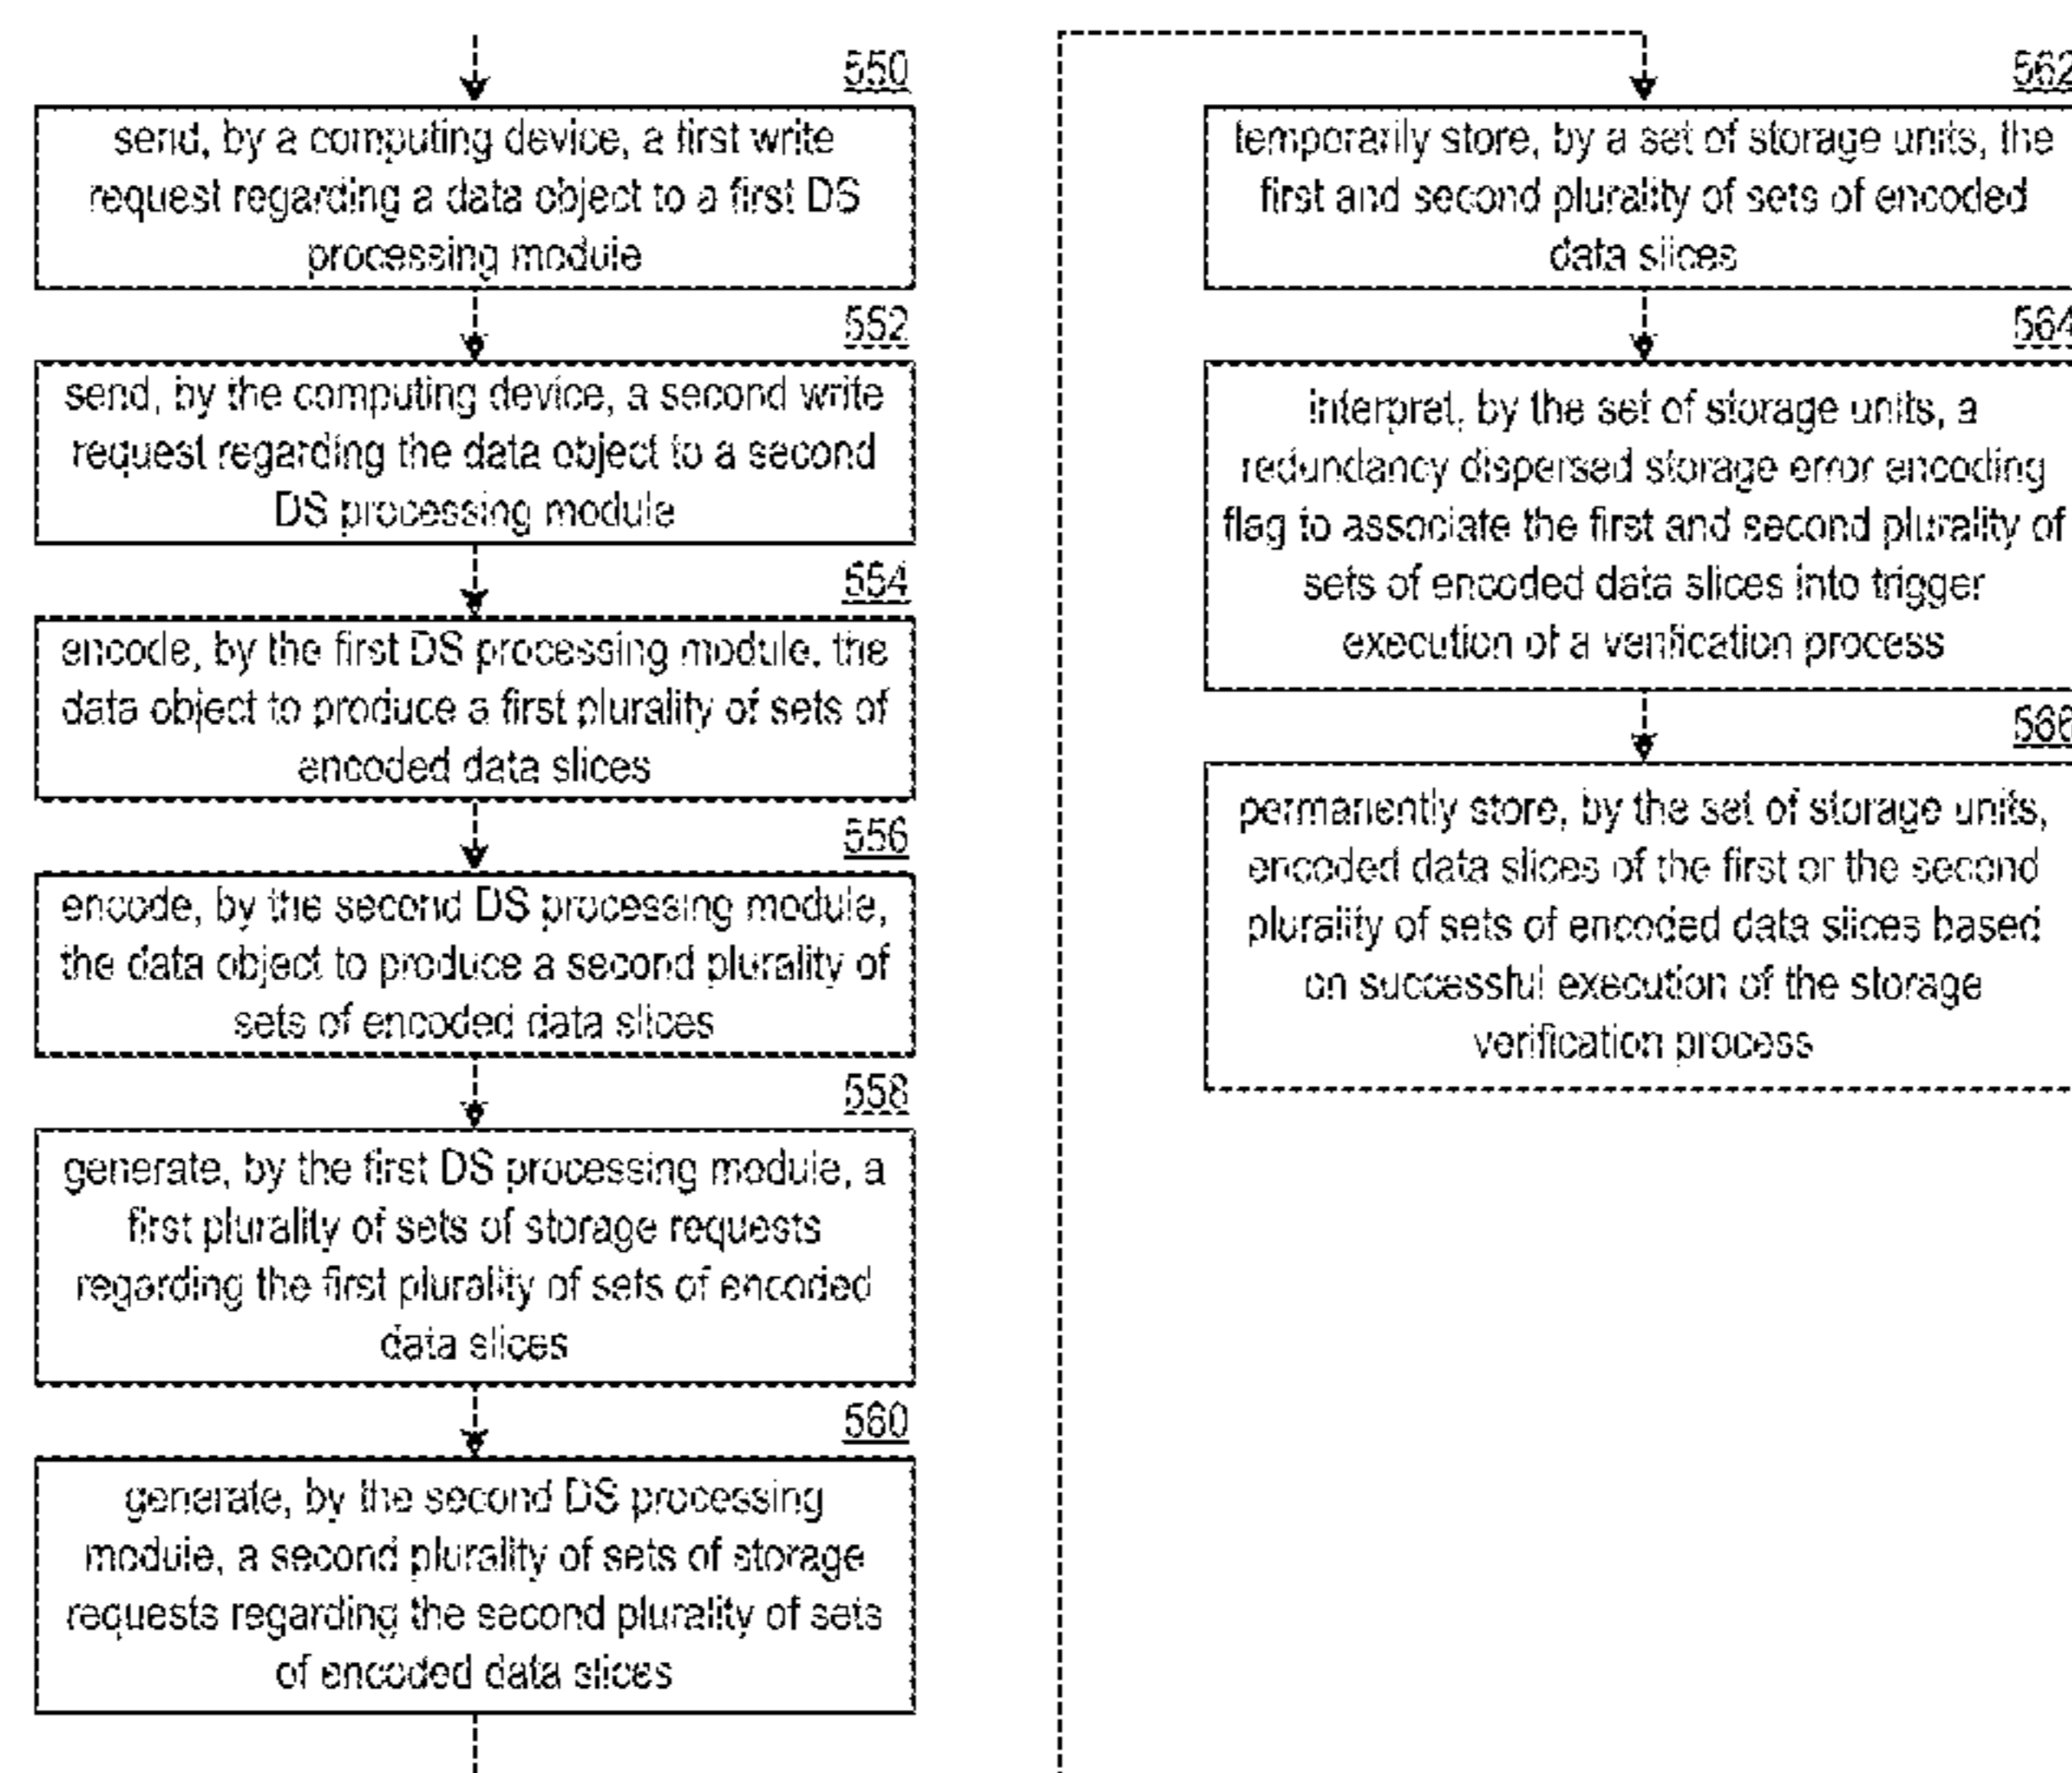 550
send, by a computing device, a first write
request regarding a data object to a first DS
processing module
552
send, by the computing device, a second write
request regarding the data object to a second
DS processing module
554
encode, by the first DS processing module, the
data object to produce a first plurality of sets of
encoded data slices
556
encode, by the second DS processing module,
the data object to produce a second plurality of
sets of encoded data slices
558
generate, by the first DS processing module, a
first plurality of sets of storage requests
regarding the first plurality of sets of encoded
data slices
560
generate, by the second DS processing
module, a second plurality of sets of storage
requests regarding the second plurality of sets
of encoded data slices
562
temporarily store, by a set of storage units, the
first and second plurality of sets of encoded
data slices
564
interpret, by the set of storage units, a
redundancy dispersed storage error encoding
flag to associate the first and second plurality of
sets of encoded data slices into trigger
execution of a verification process
566
permanently store, by the set of storage units,
encoded data slices of the first or the second
plurality of sets of encoded data slices based
on successful execution of the storage
verification process